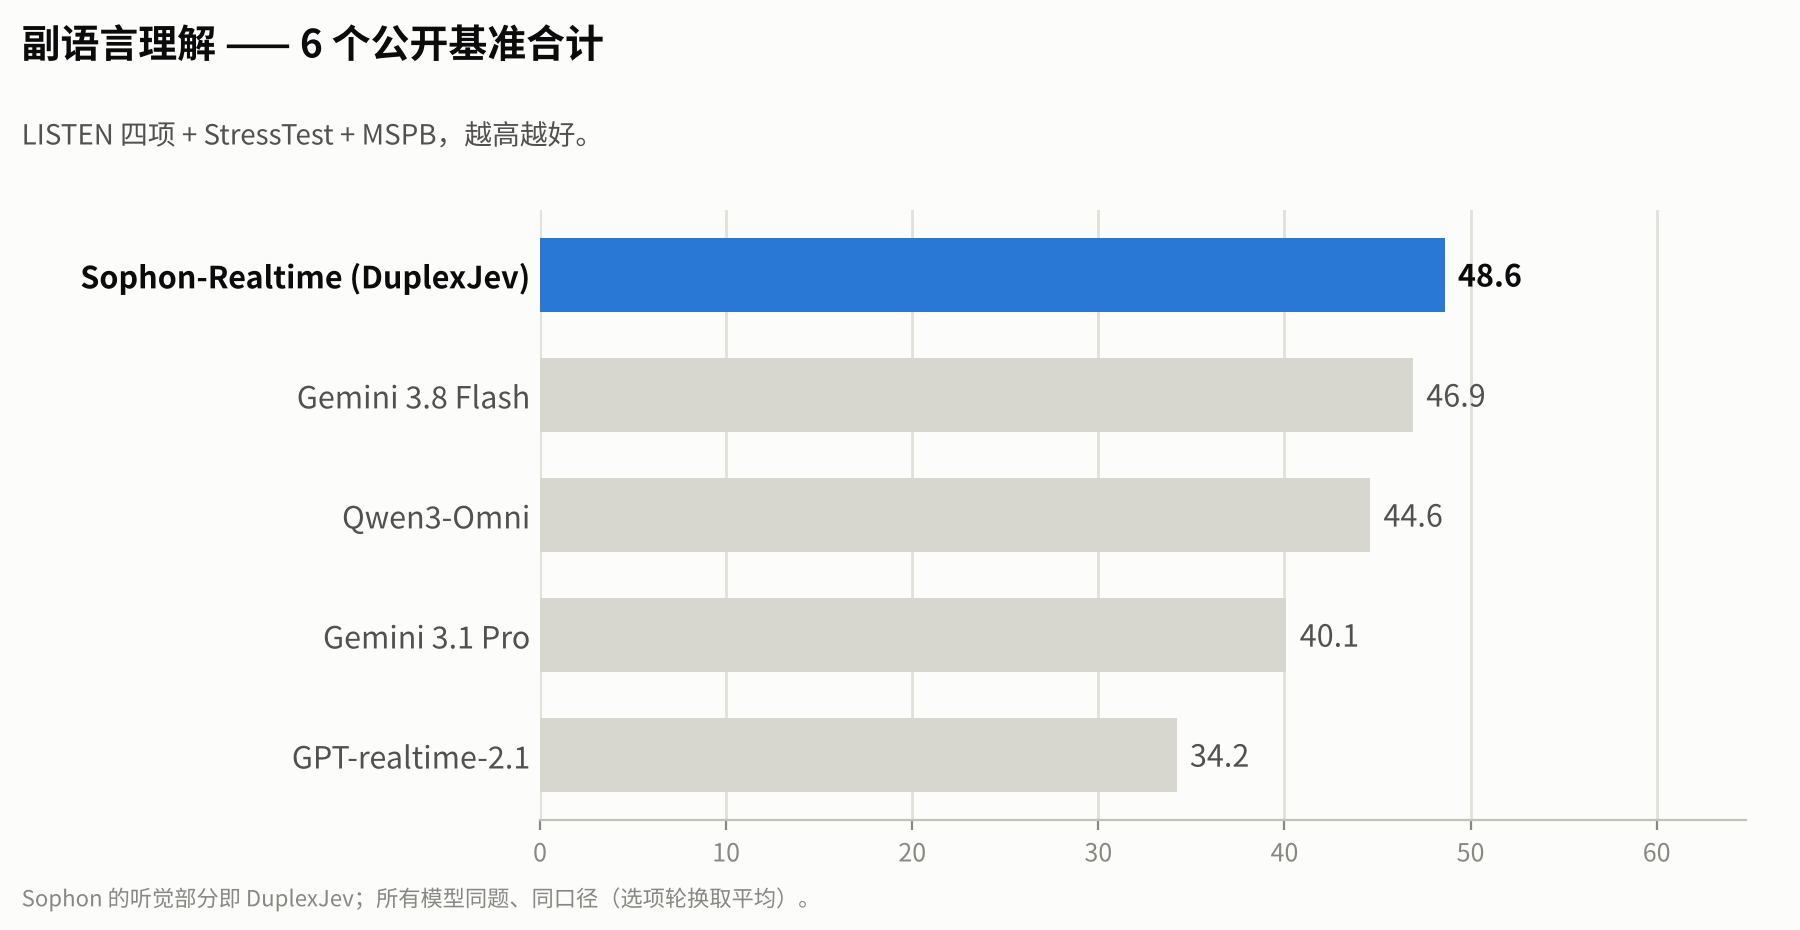 副语言理解 —— 6 个公开基准合计
LISTEN 四项 + StressTest + MSPB，越高越好。
Sophon-Realtime (DuplexJev)
48.6
Gemini 3.8 Flash
46.9
Qwen3-Omni
44.6
Gemini 3.1 Pro
40.1
GPT-realtime-2.1
34.2
0 10 20 30 40 50 60
Sophon 的听觉部分即 DuplexJev；所有模型同题、同口径（选项轮换取平均）。